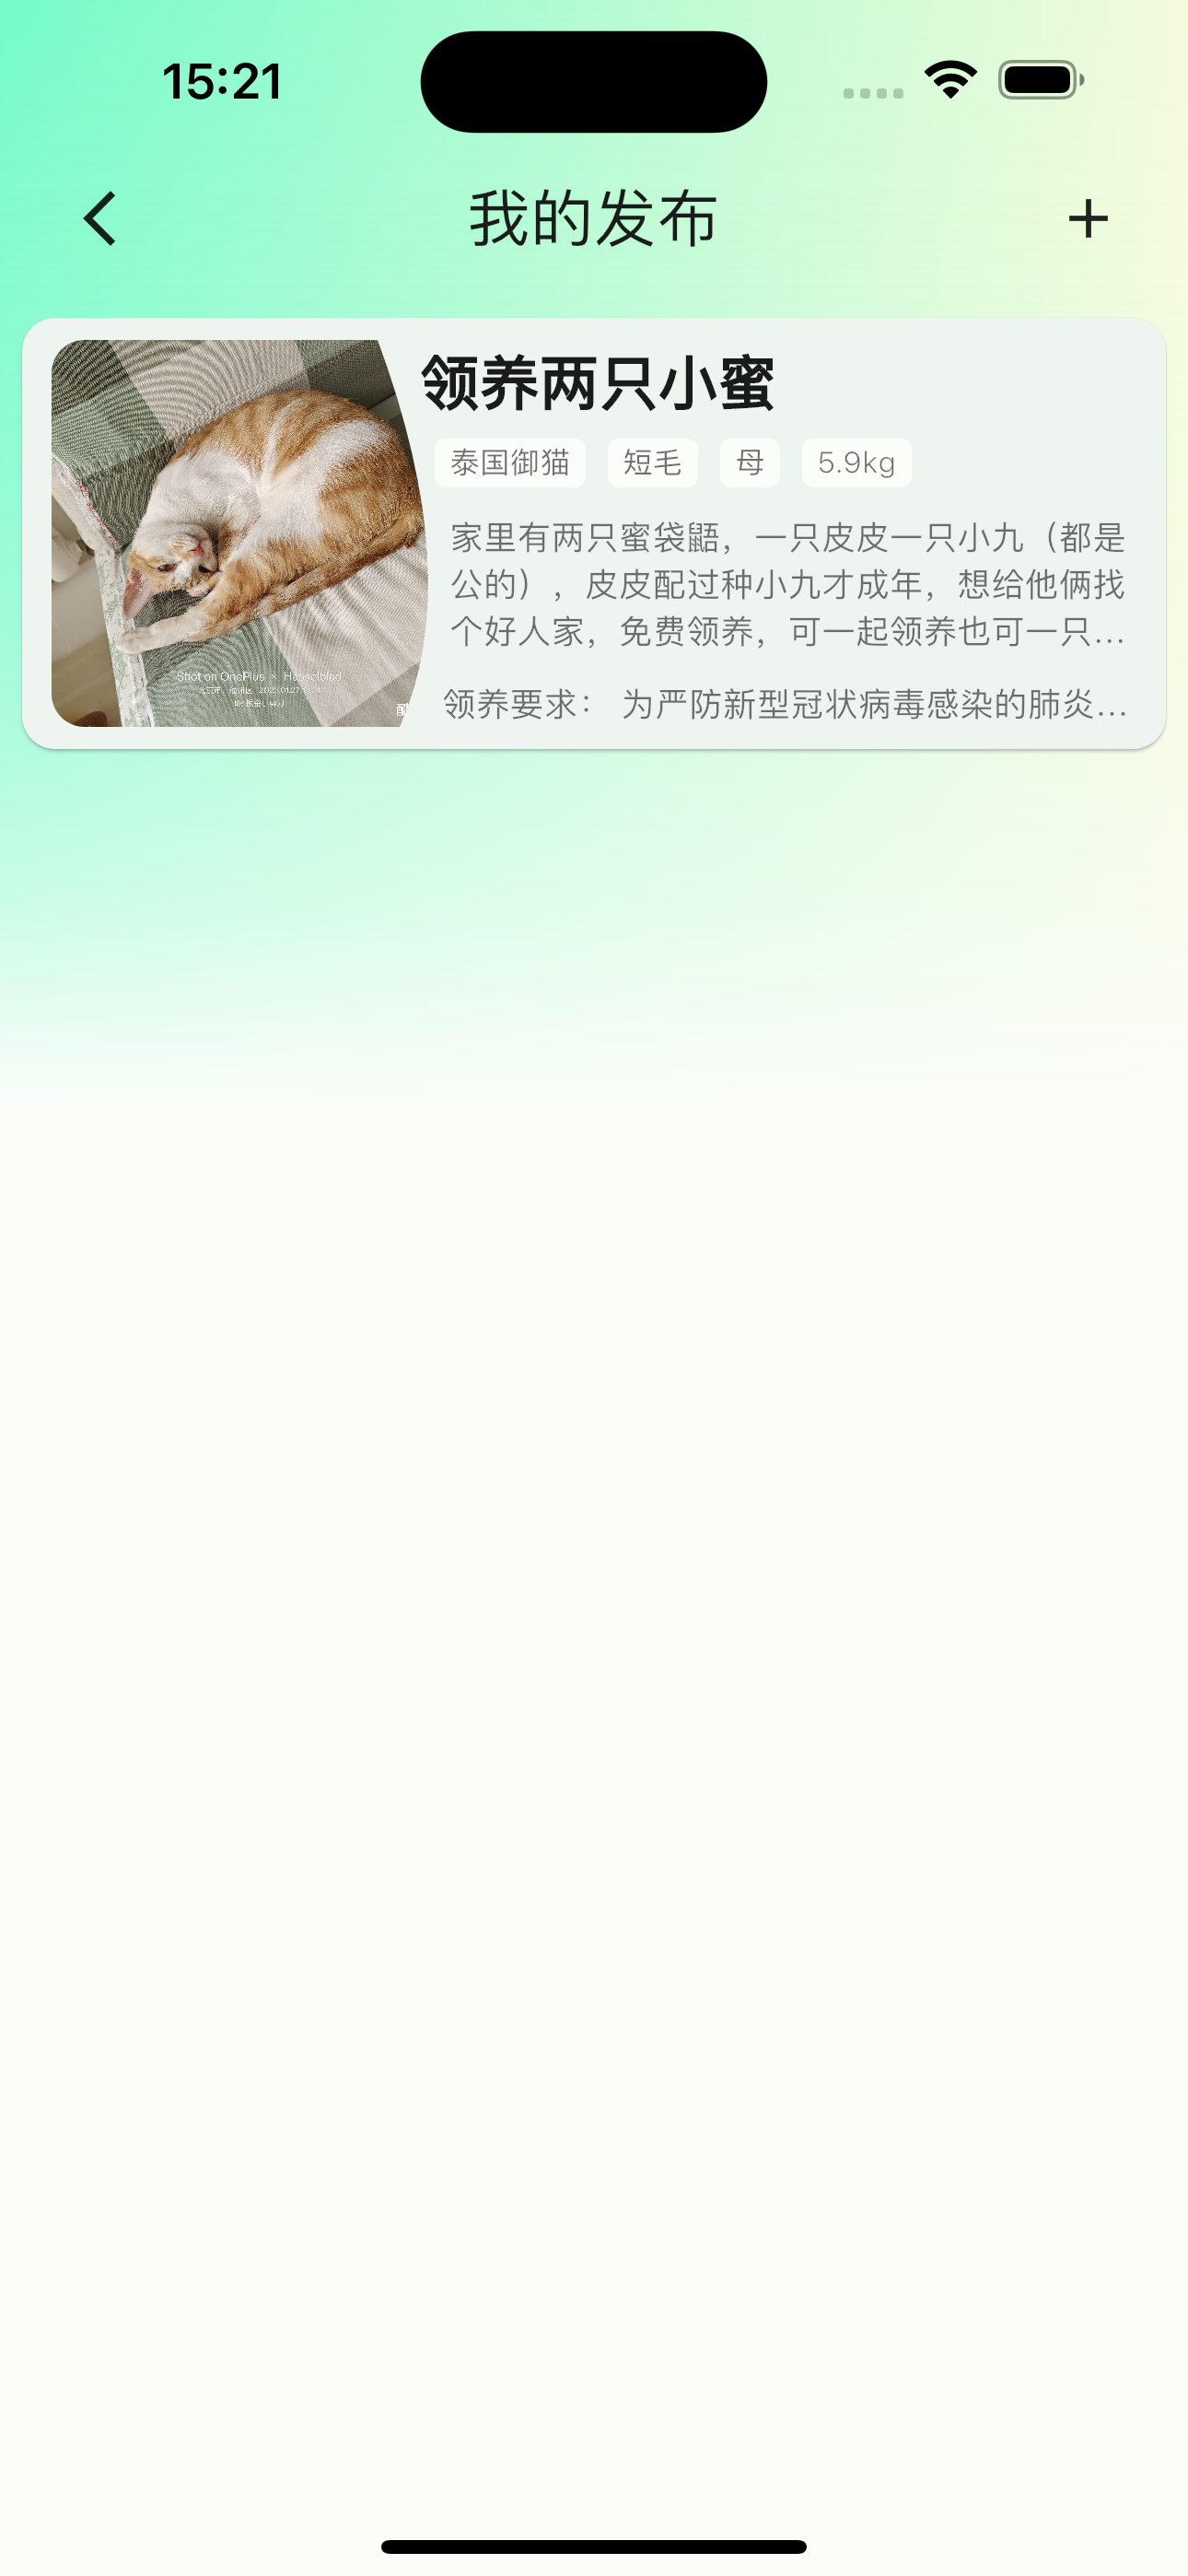 15:21
我的发布
领养两只小蜜
泰国御猫 短毛 母 5.9kg
家里有两只蜜袋鼯，一只皮皮一只小九（都是
公的），皮皮配过种小九才成年，想给他俩找
个好人家，免费领养，可一起领养也可一只...
Shot on OnePlus × Hasselblad
领养要求： 为严防新型冠状病毒感染的肺炎...